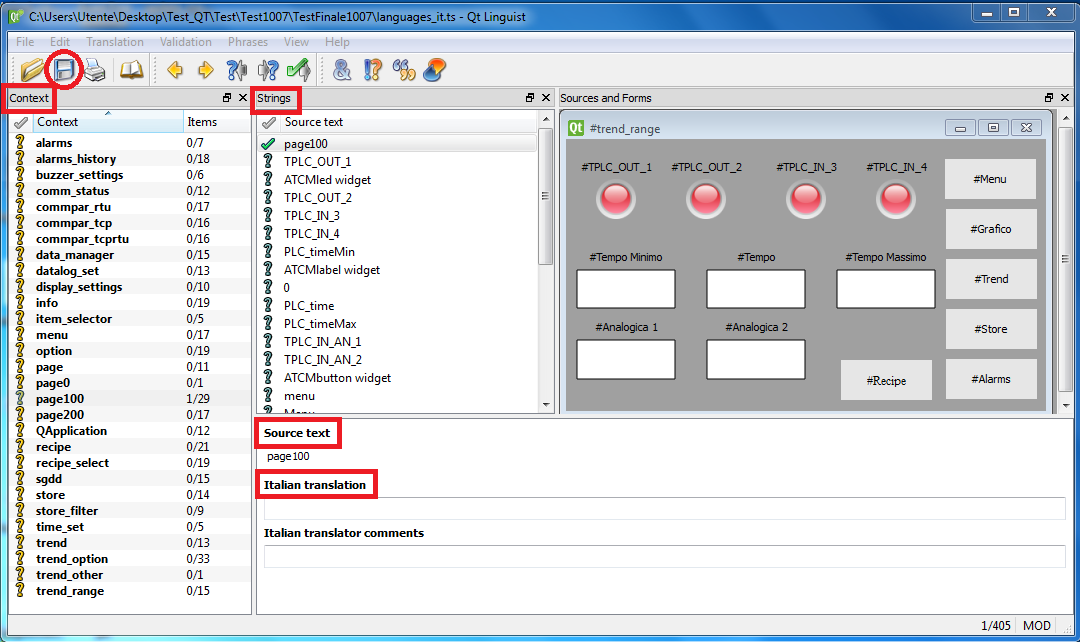 C:\Users\Utente\Desktop\Test_QT\Test\Test1007\TestFinale1007\languages_it.ts - Qt Linguist
File Edit Translation Validation Phrases View Help
Context
Context Items
alarms 0/7
alarms_history 0/18
buzzer_settings 0/6
comm_status 0/12
commpar_rtu 0/17
commpar_tcp 0/16
commpar_tcprtu 0/16
data_manager 0/15
datalog_set 0/13
display_settings 0/10
info 0/19
item_selector 0/5
menu 0/17
option 0/19
page 0/11
page0 0/1
page100 1/29
page200 0/17
QApplication 0/12
recipe 0/21
recipe_select 0/19
sgdd 0/15
store 0/14
store_filter 0/9
time_set 0/5
trend 0/13
trend_option 0/33
trend_other 0/1
trend_range 0/15
Strings
Source text
page100
TPLC_OUT_1
ATCMled widget
TPLC_OUT_2
TPLC_IN_3
TPLC_IN_4
PLC_timeMin
ATCMlabel widget
0
PLC_time
PLC_timeMax
TPLC_IN_AN_1
TPLC_IN_AN_2
ATCMbutton widget
menu
Menu
Sources and Forms
Qt #trend_range
#TPLC_OUT_1 #TPLC_OUT_2 #TPLC_IN_3 #TPLC_IN_4
#Menu
#Grafico
#Tempo Minimo #Tempo #Tempo Massimo
#Trend
#Analogica 1 #Analogica 2
#Store
#Recipe
#Alarms
Source text
page100
Italian translation
Italian translator comments
1/405 MOD